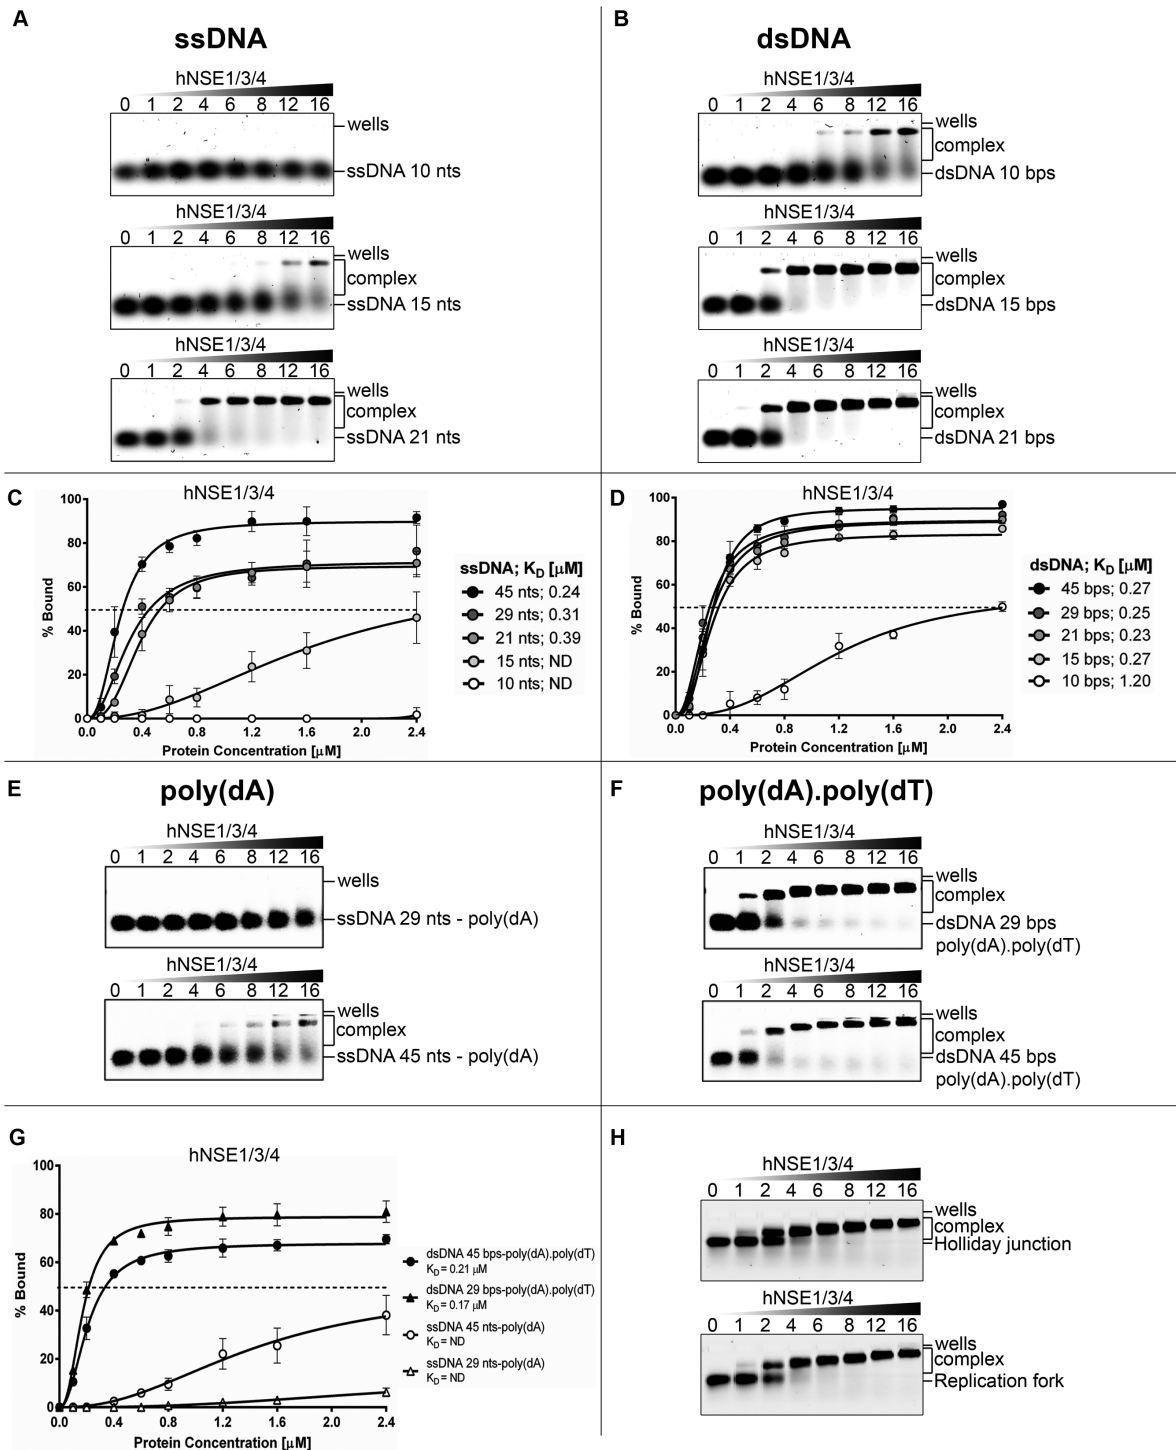 A
ssDNA
hNSE1/3/4
0 1 2 4 6 8 12 16
wells
ssDNA 10 nts
hNSE1/3/4
0 1 2 4 6 8 12 16
wells
complex
ssDNA 15 nts
hNSE1/3/4
0 1 2 4 6 8 12 16
wells
complex
ssDNA 21 nts
B
dsDNA
hNSE1/3/4
0 1 2 4 6 8 12 16
wells
complex
dsDNA 10 bps
hNSE1/3/4
0 1 2 4 6 8 12 16
wells
complex
dsDNA 15 bps
hNSE1/3/4
0 1 2 4 6 8 12 16
wells
complex
dsDNA 21 bps
C
hNSE1/3/4
100
80
60
40
20
0
% Bound
0.0 0.4 0.8 1.2 1.6 2.0 2.4
Protein Concentration [µM]
ssDNA; KD [µM]
45 nts; 0.24
29 nts; 0.31
21 nts; 0.39
15 nts; ND
10 nts; ND
D
hNSE1/3/4
100
80
60
40
20
0
% Bound
0.0 0.4 0.8 1.2 1.6 2.0 2.4
Protein Concentration [µM]
dsDNA; KD [µM]
45 bps; 0.27
29 bps; 0.25
21 bps; 0.23
15 bps; 0.27
10 bps; 1.20
E
poly(dA)
hNSE1/3/4
0 1 2 4 6 8 12 16
wells
ssDNA 29 nts - poly(dA)
hNSE1/3/4
0 1 2 4 6 8 12 16
wells
complex
ssDNA 45 nts - poly(dA)
F
poly(dA).poly(dT)
hNSE1/3/4
0 1 2 4 6 8 12 16
wells
complex
dsDNA 29 bps
poly(dA).poly(dT)
hNSE1/3/4
0 1 2 4 6 8 12 16
wells
complex
dsDNA 45 bps
poly(dA).poly(dT)
G
hNSE1/3/4
100
80
60
40
20
0
% Bound
0.0 0.4 0.8 1.2 1.6 2.0 2.4
Protein Concentration [µM]
dsDNA 45 bps-poly(dA).poly(dT)
KD = 0.21 µM
dsDNA 29 bps-poly(dA).poly(dT)
KD = 0.17 µM
ssDNA 45 nts-poly(dA)
KD = ND
ssDNA 29 nts-poly(dA)
KD = ND
H
hNSE1/3/4
0 1 2 4 6 8 12 16
wells
complex
Holliday junction
hNSE1/3/4
0 1 2 4 6 8 12 16
wells
complex
Replication fork